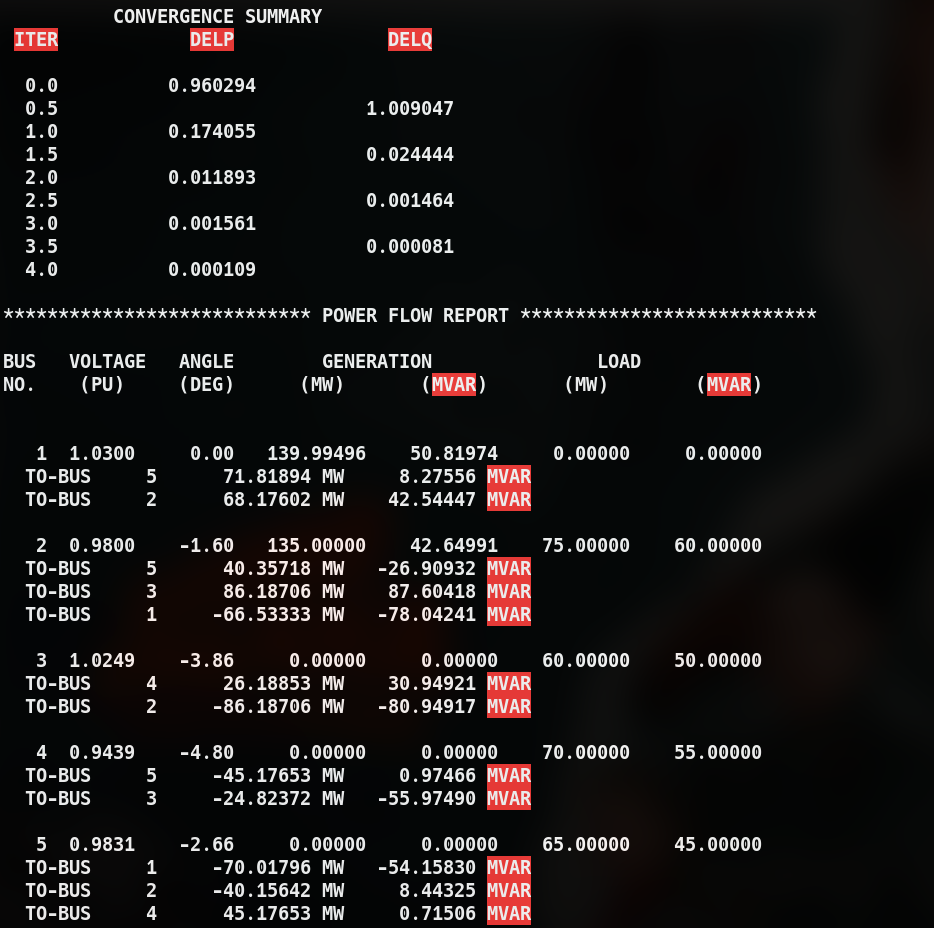 CONVERGENCE SUMMARY
ITER DELP DELQ
0.0 0.960294
0.5 1.009047
1.0 0.174055
1.5 0.024444
2.0 0.011893
2.5 0.001464
3.0 0.001561
3.5 0.000081
4.0 0.000109
**************************** POWER FLOW REPORT ***************************
BUS VOLTAGE ANGLE GENERATION LOAD
NO. (PU) (DEG) (MW) (MVAR) (MW) (MVAR)
1 1.0300 0.00 139.99496 50.81974 0.00000 0.00000
TO-BUS 5 71.81894 MW 8.27556 MVAR
TO-BUS 2 68.17602 MW 42.54447 MVAR
2 0.9800 -1.60 135.00000 42.64991 75.00000 60.00000
TO-BUS 5 40.35718 MW -26.90932 MVAR
TO-BUS 3 86.18706 MW 87.60418 MVAR
TO-BUS 1 -66.53333 MW -78.04241 MVAR
3 1.0249 -3.86 0.00000 0.00000 60.00000 50.00000
TO-BUS 4 26.18853 MW 30.94921 MVAR
TO-BUS 2 -86.18706 MW -80.94917 MVAR
4 0.9439 -4.80 0.00000 0.00000 70.00000 55.00000
TO-BUS 5 -45.17653 MW 0.97466 MVAR
TO-BUS 3 -24.82372 MW -55.97490 MVAR
5 0.9831 -2.66 0.00000 0.00000 65.00000 45.00000
TO-BUS 1 -70.01796 MW -54.15830 MVAR
TO-BUS 2 -40.15642 MW 8.44325 MVAR
TO-BUS 4 45.17653 MW 0.71506 MVAR